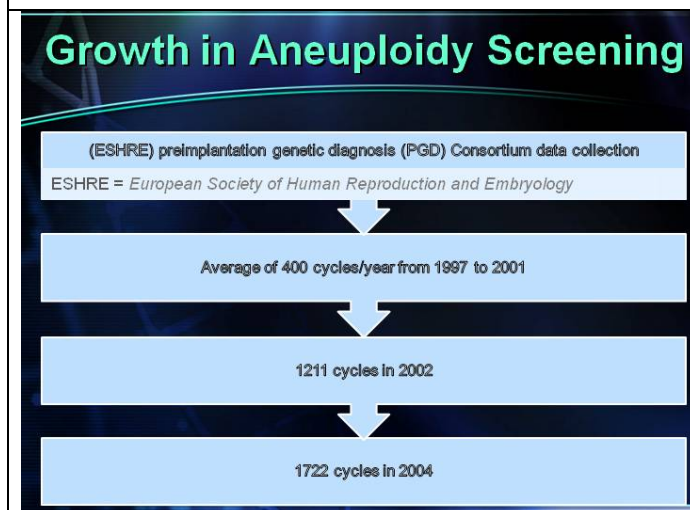 Growth in Aneuploidy Screening
(ESHRE) preimplantation genetic diagnosis (PGD) Consortium data collection
ESHRE = European Society of Human Reproduction and Embryology
Average of 400 cycles/year from 1997 to 2001
1211 cycles in 2002
1722 cycles in 2004